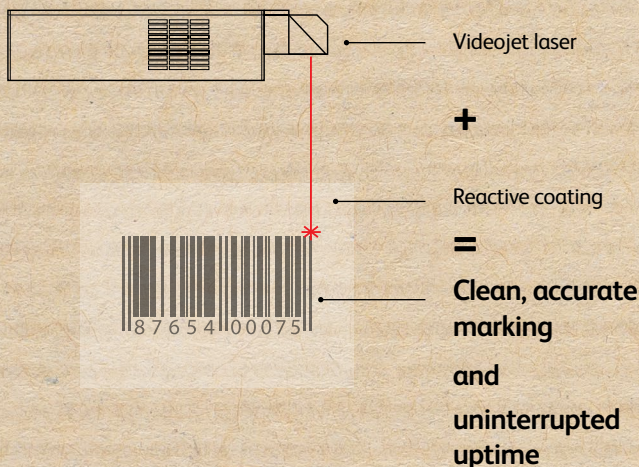 Videojet laser
+
Reactive coating
=
Clean, accurate
marking
87654 00075
and
uninterrupted
uptime